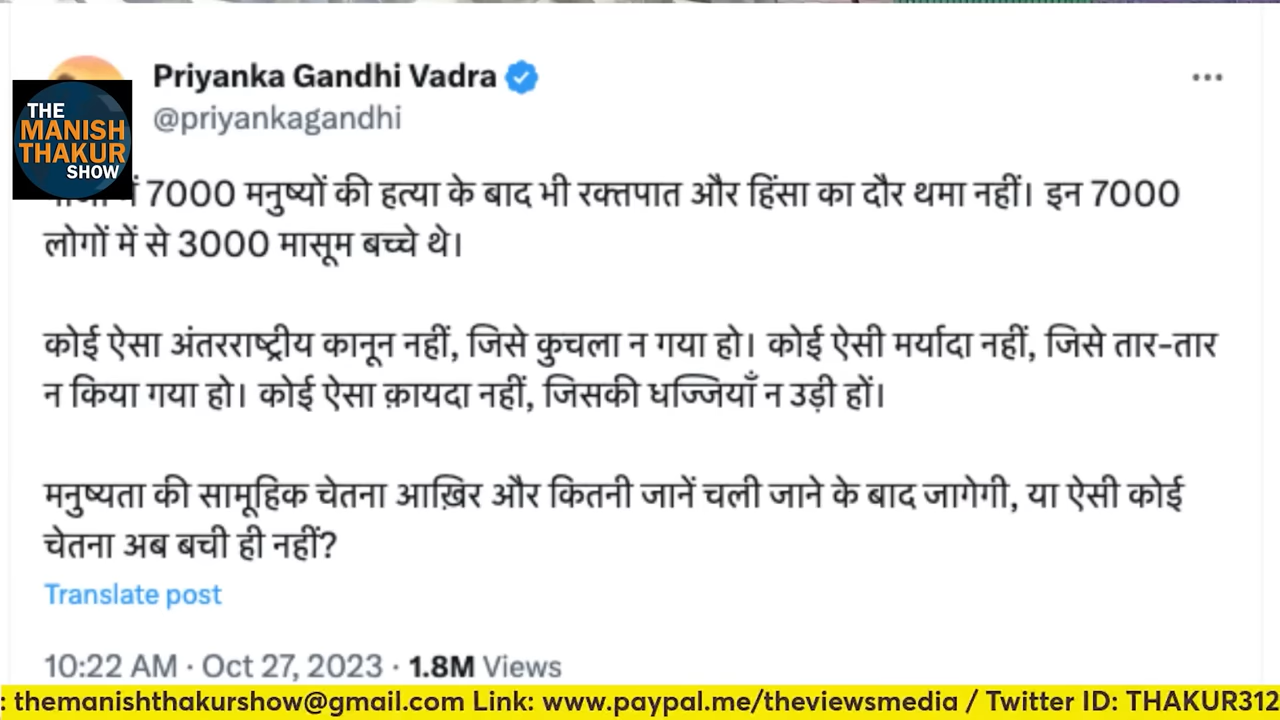 Priyanka Gandhi Vadra
@priyankagandhi
THE
MANISH
THAKUR
SHOW
में 7000 मनुष्यों की हत्या के बाद भी रक्तपात और हिंसा का दौर थमा नहीं। इन 7000
लोगों में से 3000 मासूम बच्चे थे।
कोई ऐसा अंतरराष्ट्रीय कानून नहीं, जिसे कुचला न गया हो। कोई ऐसी मर्यादा नहीं, जिसे तार-तार
न किया गया हो। कोई ऐसा क़ायदा नहीं, जिसकी धज्जियाँ न उड़ी हों।
मनुष्यता की सामूहिक चेतना आख़िर और कितनी जानें चली जाने के बाद जागेगी, या ऐसी कोई
चेतना अब बची ही नहीं?
Translate post
10:22 AM · Oct 27, 2023 · 1.8M Views
: themanishthakurshow@gmail.com Link: www.paypal.me/theviewsmedia / Twitter ID: THAKUR312